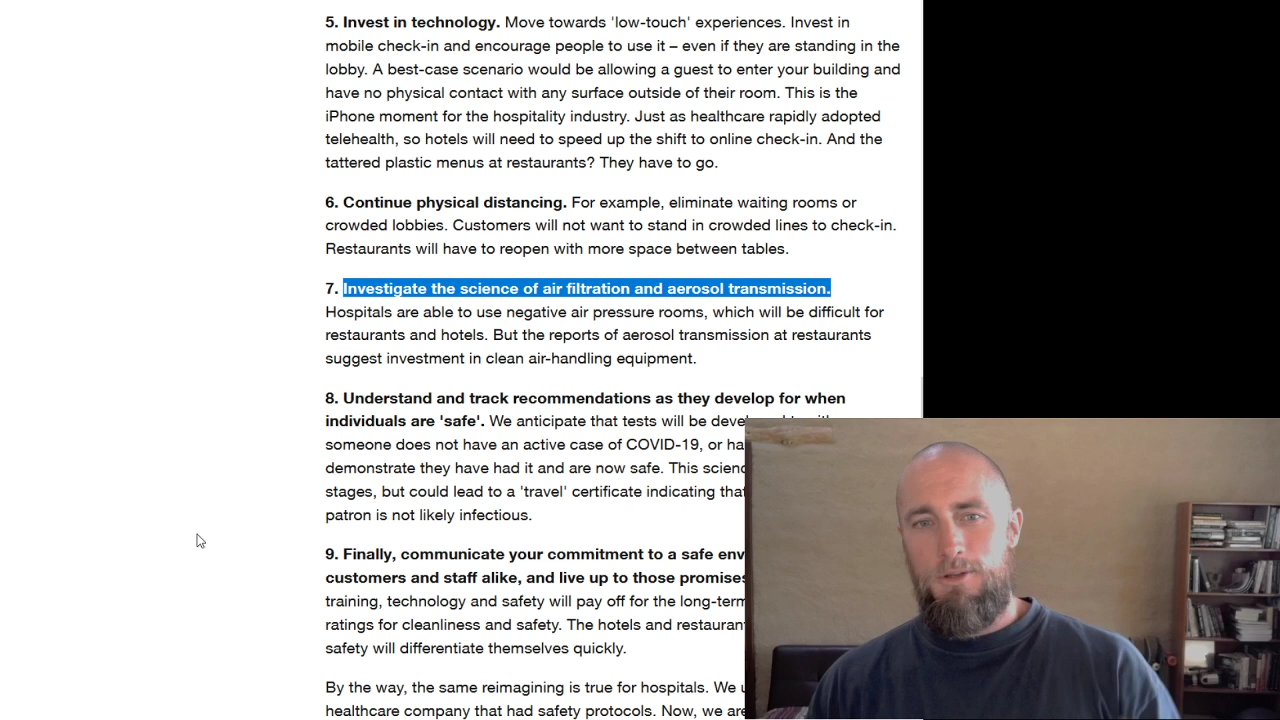 5. Invest in technology. Move towards 'low-touch' experiences. Invest in
mobile check-in and encourage people to use it – even if they are standing in the
lobby. A best-case scenario would be allowing a guest to enter your building and
have no physical contact with any surface outside of their room. This is the
iPhone moment for the hospitality industry. Just as healthcare rapidly adopted
telehealth, so hotels will need to speed up the shift to online check-in. And the
tattered plastic menus at restaurants? They have to go.
6. Continue physical distancing. For example, eliminate waiting rooms or
crowded lobbies. Customers will not want to stand in crowded lines to check-in.
Restaurants will have to reopen with more space between tables.
7. Investigate the science of air filtration and aerosol transmission.
Hospitals are able to use negative air pressure rooms, which will be difficult for
restaurants and hotels. But the reports of aerosol transmission at restaurants
suggest investment in clean air-handling equipment.
8. Understand and track recommendations as they develop for when
individuals are 'safe'. We anticipate that tests will be
someone does not have an active case of COVID-19, or
demonstrate they have had it and are now safe. This
stages, but could lead to a 'travel' certificate indicating
patron is not likely infectious.
9. Finally, communicate your commitment to a safe
customers and staff alike, and live up to those promises
training, technology and safety will pay off for the
ratings for cleanliness and safety. The hotels and
safety will differentiate themselves quickly.
By the way, the same reimagining is true for hospitals. We
healthcare company that had safety protocols. Now, we are